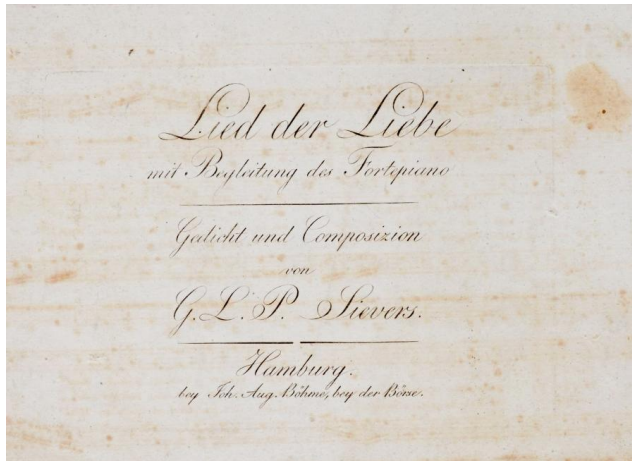 Lied der Liebe
mit Begleitung des Fortepiano
Gedicht und Composizion
von
G. L. P. Sievers.
Hamburg.
bey Joh. Aug. Böhme, bey der Börse.